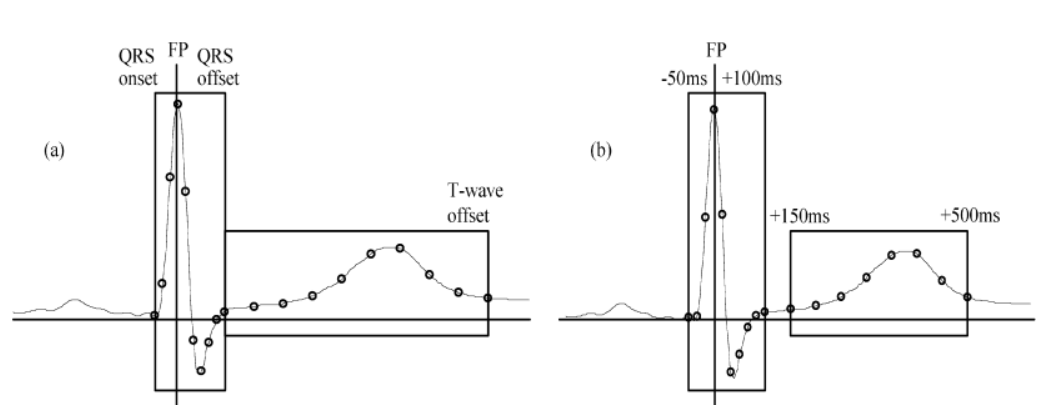 QRS FP QRS
onset offset
(a)
T-wave
offset
FP
-50ms +100ms
(b)
+150ms +500ms